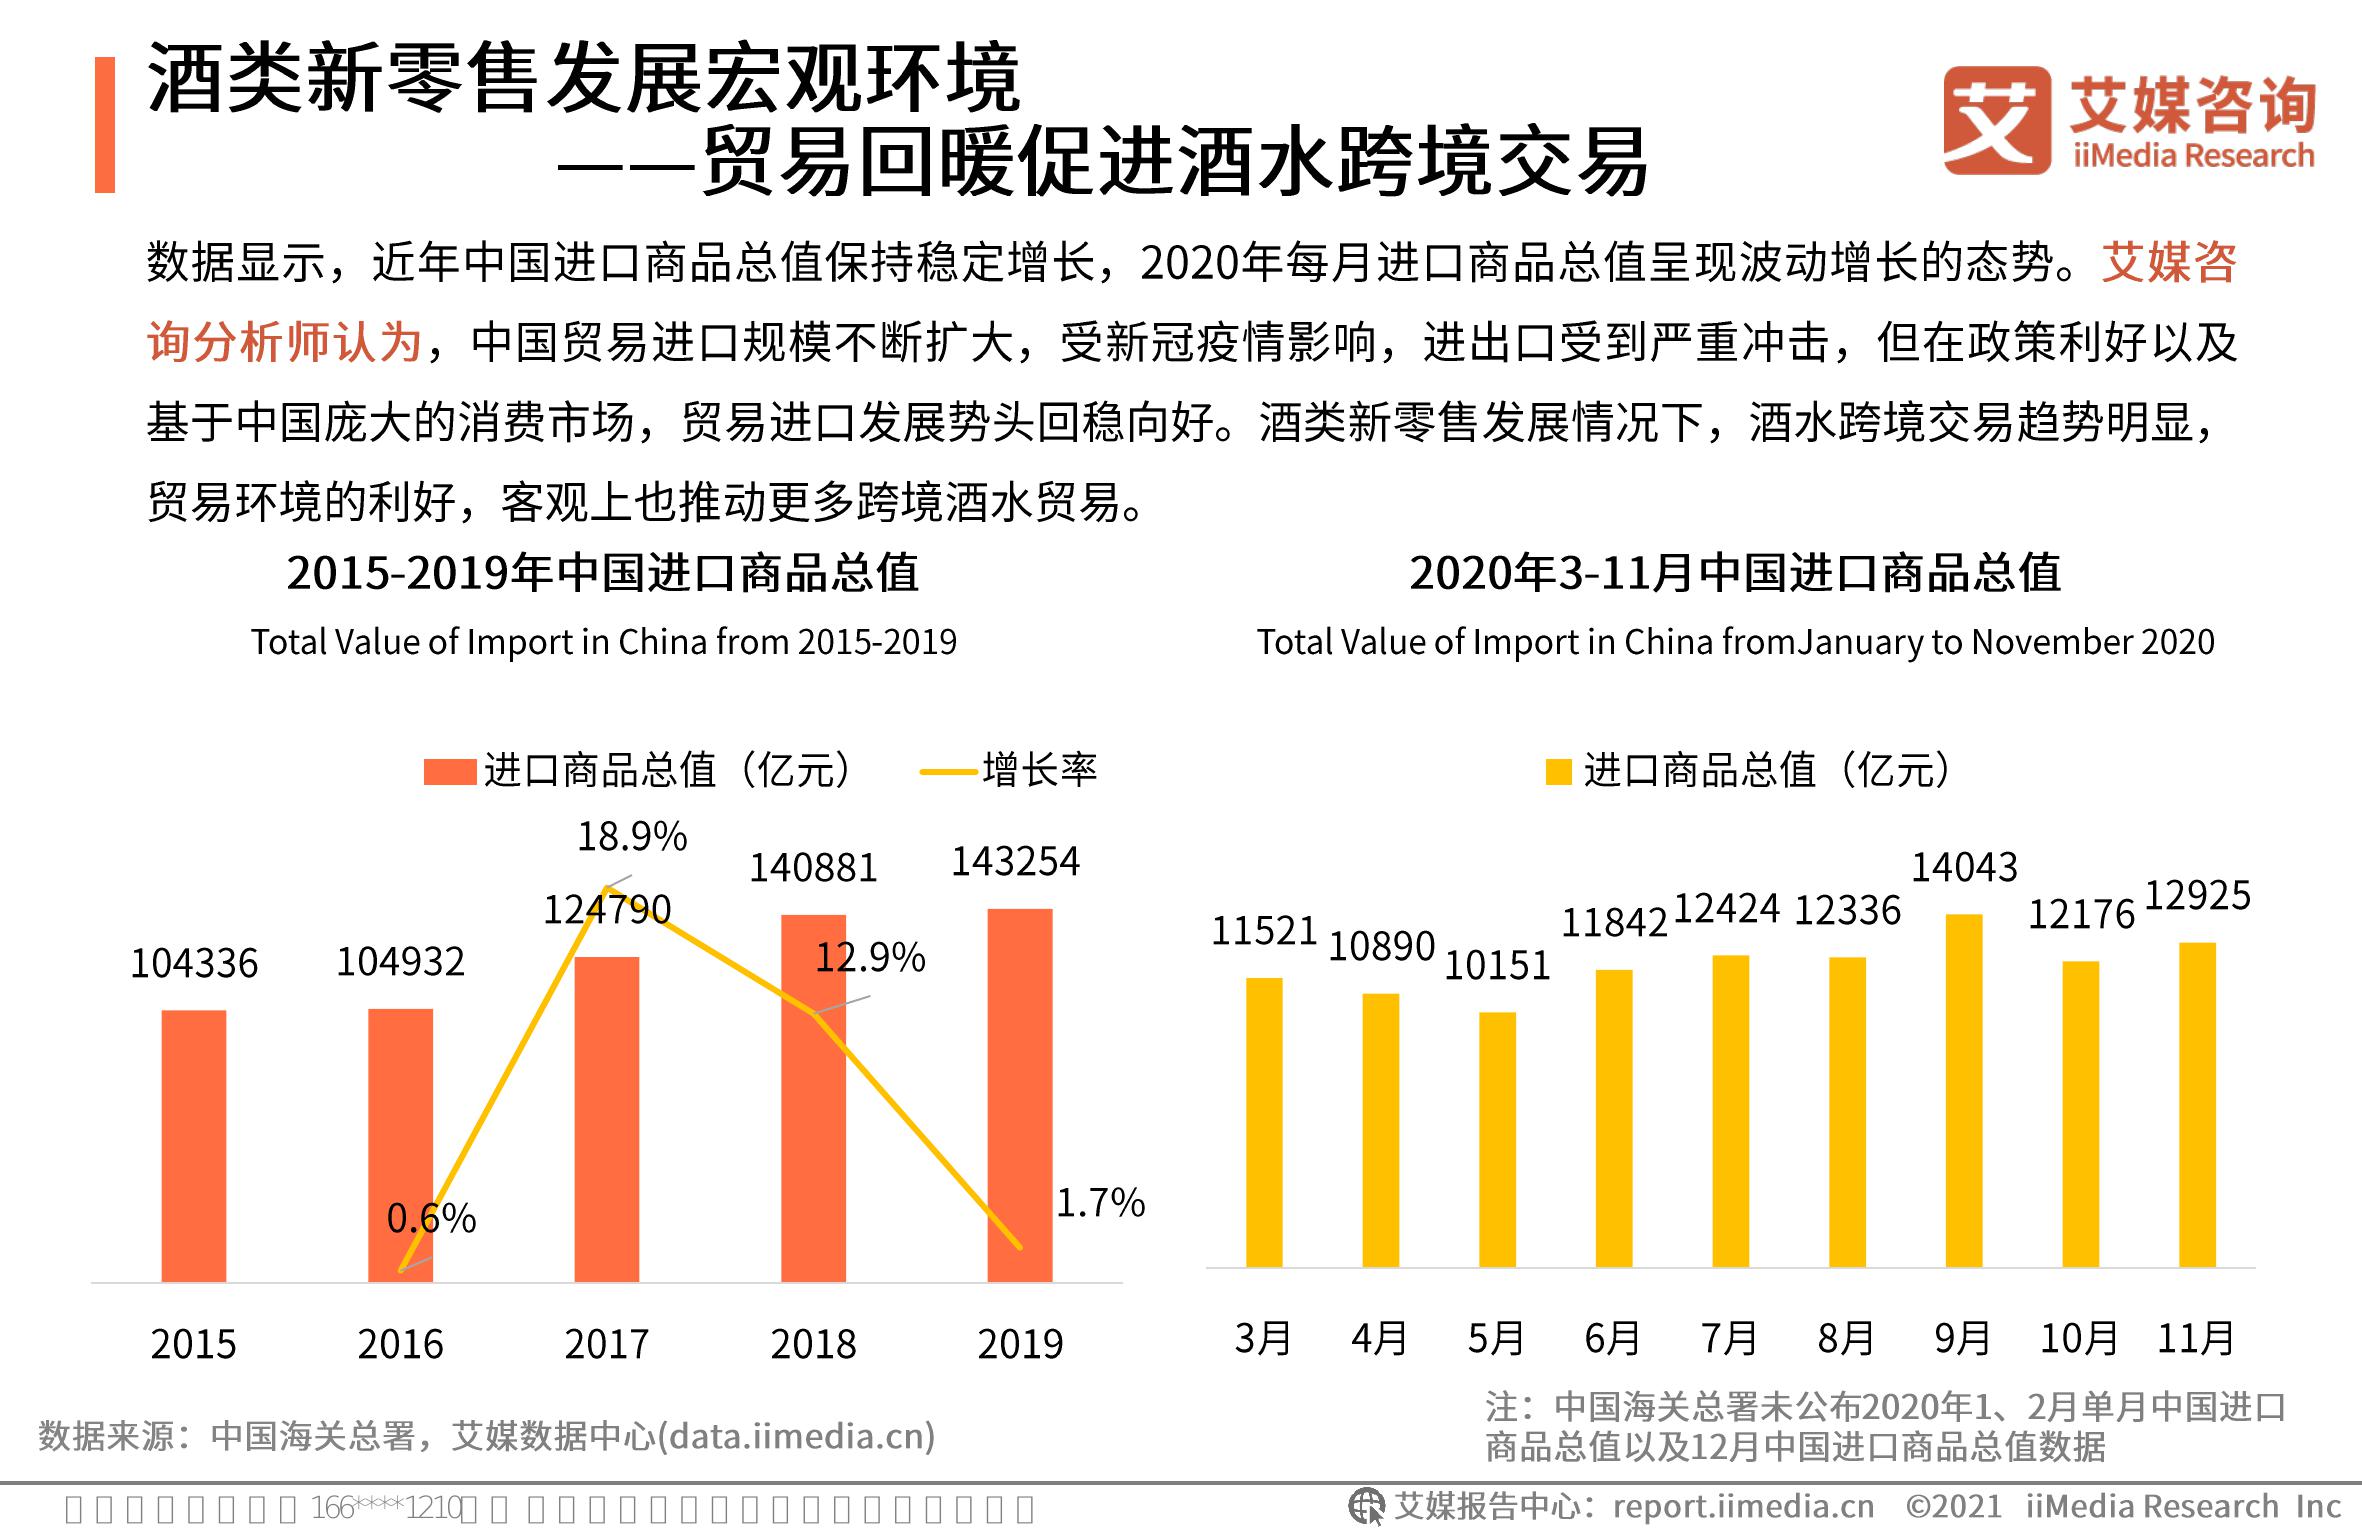 酒类新零售发展宏观环境
——贸易回暖促进酒水跨境交易
艾
艾媒咨询
iiMedia Research
数据显示，近年中国进口商品总值保持稳定增长，2020年每月进口商品总值呈现波动增长的态势。艾媒咨
询分析师认为，中国贸易进口规模不断扩大，受新冠疫情影响，进出口受到严重冲击，但在政策利好以及
基于中国庞大的消费市场，贸易进口发展势头回稳向好。酒类新零售发展情况下，酒水跨境交易趋势明显，
贸易环境的利好，客观上也推动更多跨境酒水贸易。
2015-2019年中国进口商品总值
Total Value of Import in China from 2015-2019
进口商品总值（亿元） 增长率
18.9%
104336 104932 124790 140881 143254
12.9%
0.6%
1.7%
2015 2016 2017 2018 2019
数据来源：中国海关总署，艾媒数据中心(data.iimedia.cn)
2020年3-11月中国进口商品总值
Total Value of Import in China fromJanuary to November 2020
进口商品总值（亿元）
11521 10890 10151 11842 12424 12336 14043 12176 12925
3月 4月 5月 6月 7月 8月 9月 10月 11月
注：中国海关总署未公布2020年1、2月单月中国进口
商品总值以及12月中国进口商品总值数据
166****1210
艾媒报告中心：report.iimedia.cn ©2021 iiMedia Research Inc